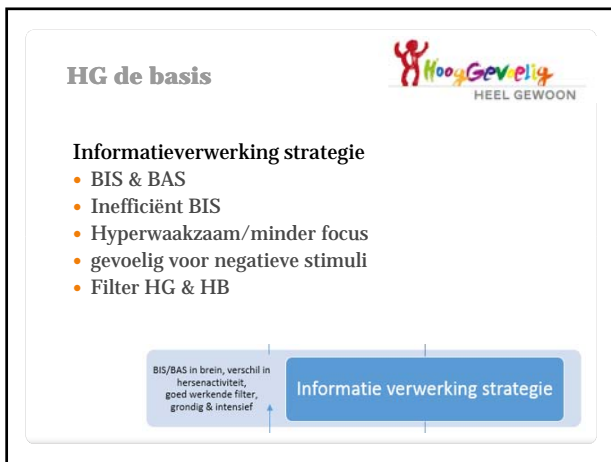 HG de basis
HoogGevoelig
HEEL GEWOON
Informatieverwerking strategie
• BIS & BAS
• Inefficiënt BIS
• Hyperwaakzaam/minder focus
• gevoelig voor negatieve stimuli
• Filter HG & HB
BIS/BAS in brein, verschil in
hersenactiviteit,
goed werkende filter,
grondig & intensief
Informatie verwerking strategie